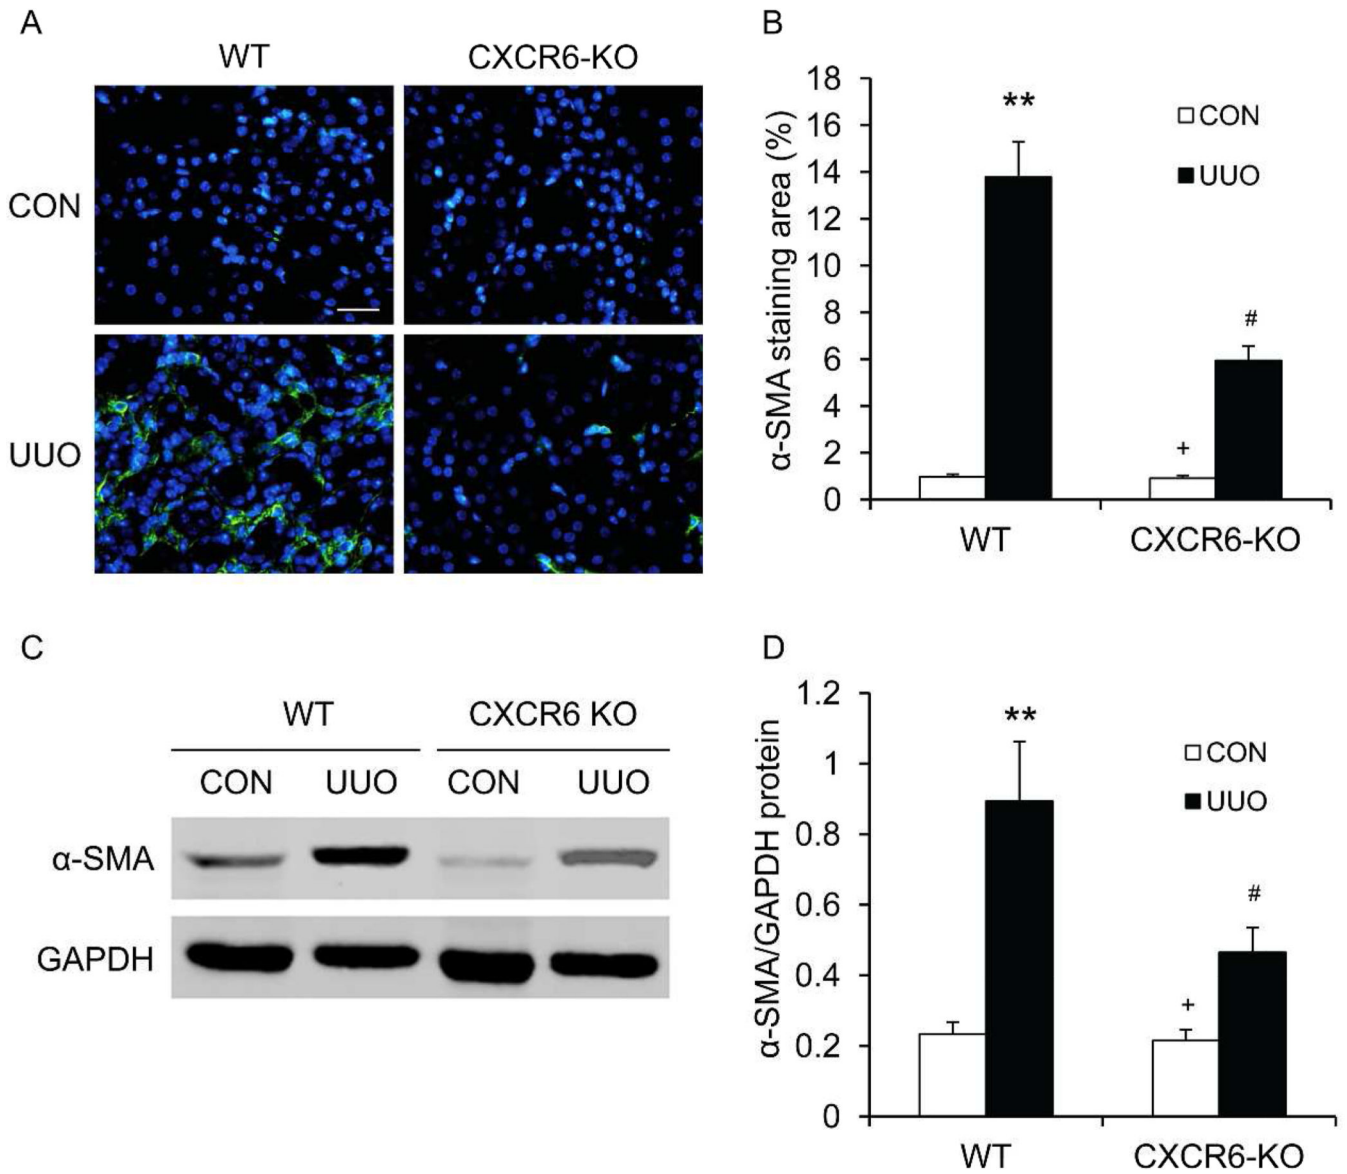 A
WT CXCR6-KO
CON
UUO
B
α-SMA staining area (%)
18
16
14
12
10
8
6
4
2
0
**
+
#
CON
UUO
WT CXCR6-KO
C
WT CXCR6 KO
CON UUO CON UUO
α-SMA
GAPDH
D
α-SMA/GAPDH protein
1.2
1
0.8
0.6
0.4
0.2
0
**
+
#
CON
UUO
WT CXCR6-KO